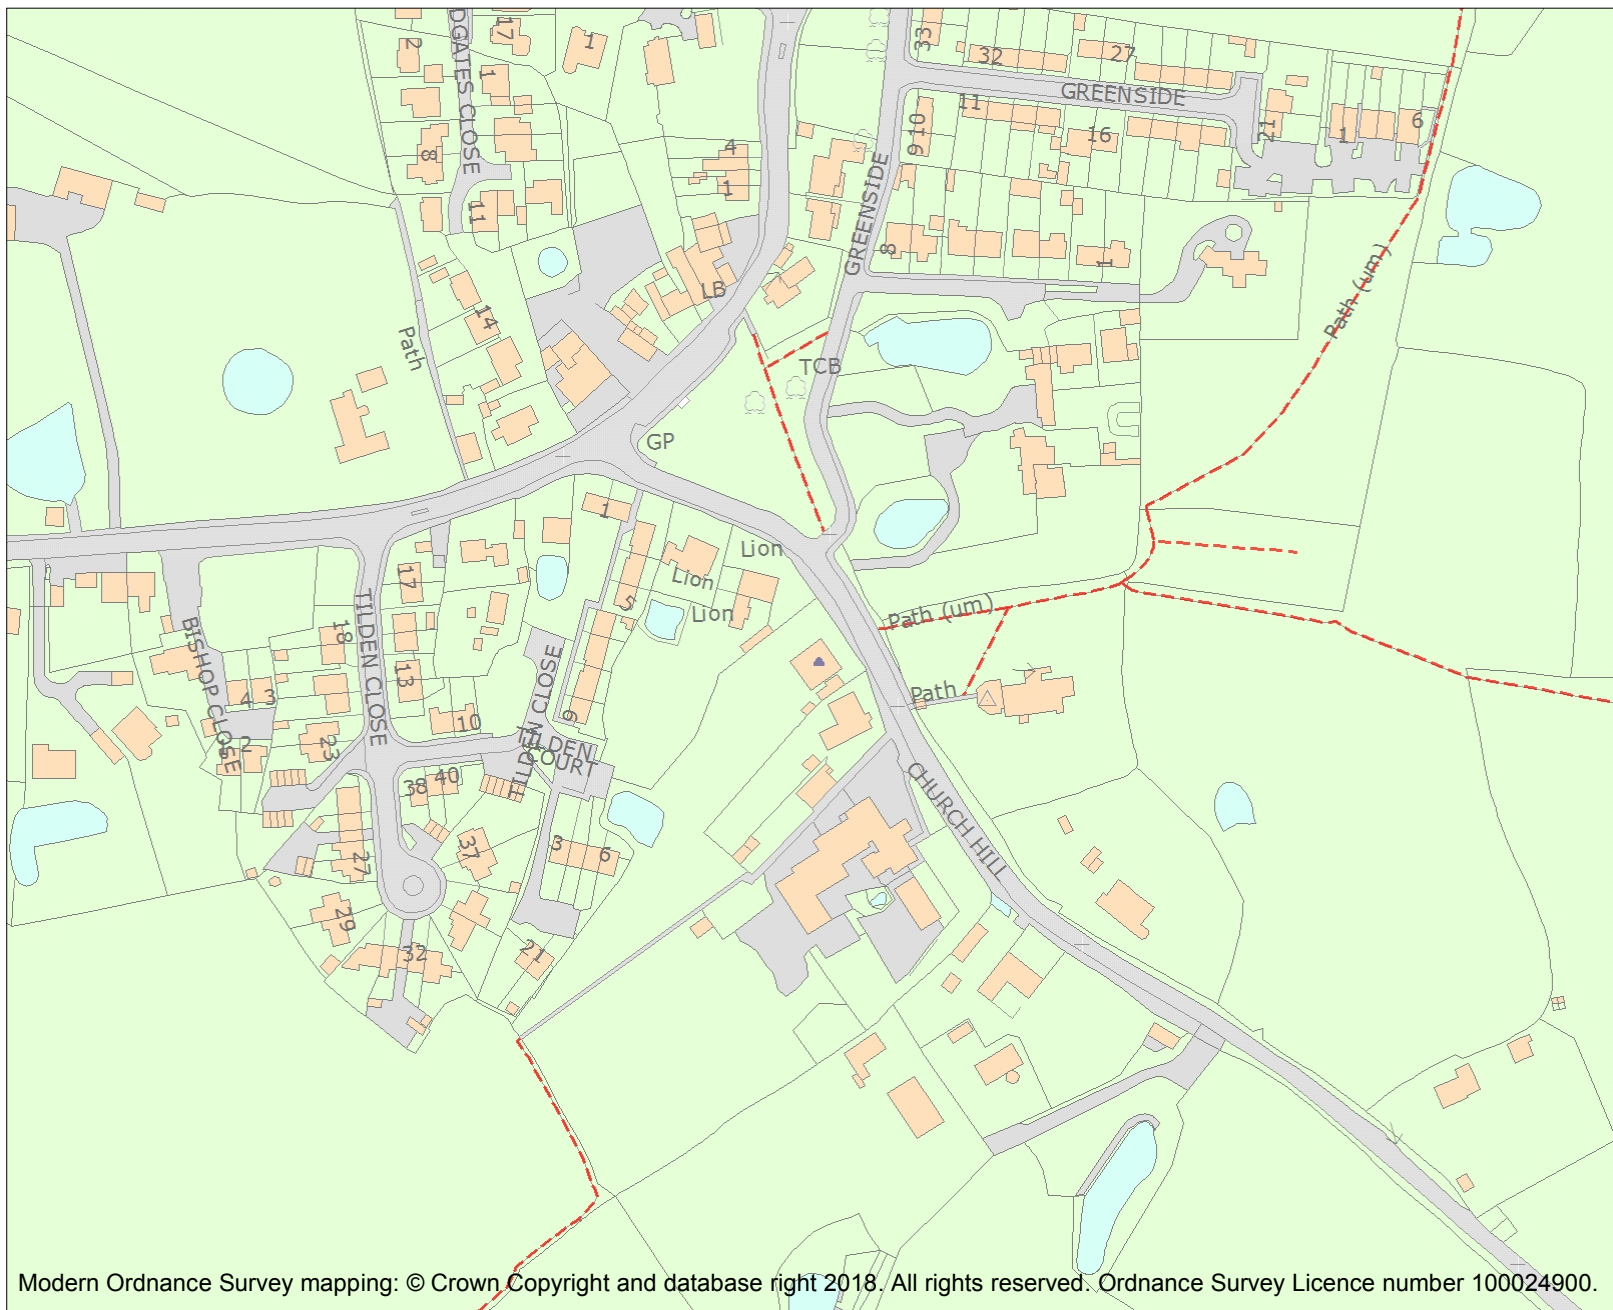 2
DGATES CLOSE
17
1
1
33
32
27
GREENSIDE
11
9 10
16
21
1
6
8
4
1
11
GREENSIDE
8
1
LB
14
Path
Path (um)
TCB
GP
1
Lion
Lion
Lion
5
17
TILDEN CLOSE
18
13
BISHOP CLOSE
4 3
2
23
10
9
TILDEN CLOSE
TILDEN
COURT
38 40
37
27
29
32
3
6
21
Path (um)
Path
CHURCH HILL
Modern Ordnance Survey mapping: © Crown Copyright and database right 2018. All rights reserved. Ordnance Survey Licence number 100024900.